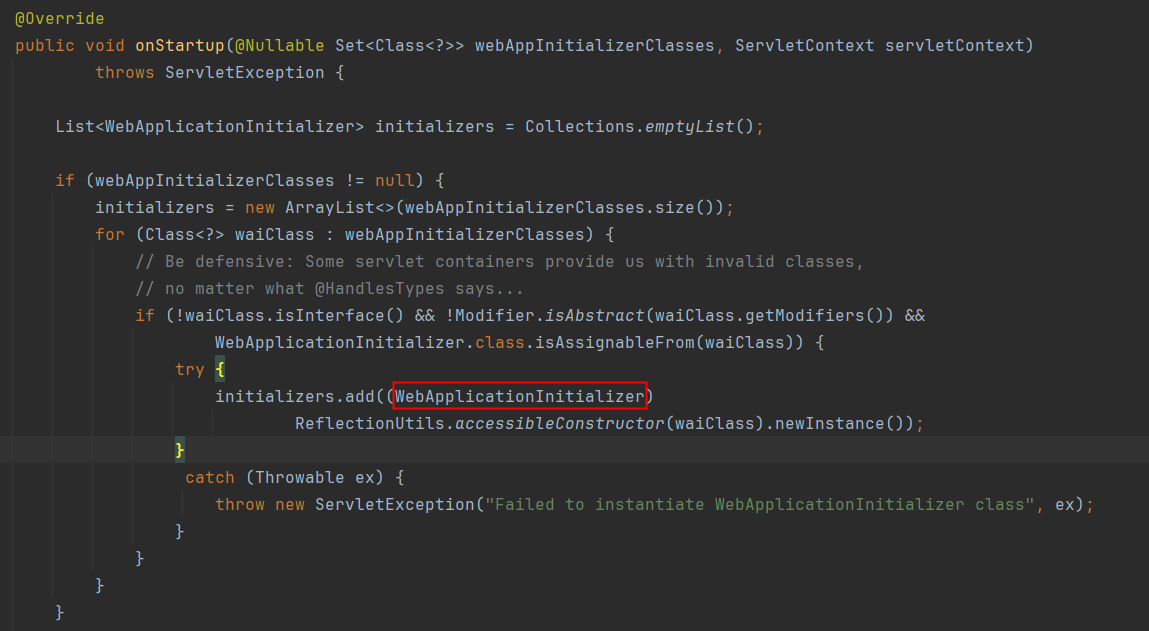 @Override
public void onStartup(@Nullable Set<Class<?>> webAppInitializerClasses, ServletContext servletContext)
        throws ServletException {
    List<WebApplicationInitializer> initializers = Collections.emptyList();
    if (webAppInitializerClasses != null) {
        initializers = new ArrayList<>(webAppInitializerClasses.size());
        for (Class<?> waiClass : webAppInitializerClasses) {
            // Be defensive: Some servlet containers provide us with invalid classes,
            // no matter what @HandlesTypes says...
            if (!waiClass.isInterface() && !Modifier.isAbstract(waiClass.getModifiers()) &&
                    WebApplicationInitializer.class.isAssignableFrom(waiClass)) {
                try {
                    initializers.add((WebApplicationInitializer)
                            ReflectionUtils.accessibleConstructor(waiClass).newInstance());
                }
                 catch (Throwable ex) {
                    throw new ServletException("Failed to instantiate WebApplicationInitializer class", ex);
                }
            }
        }
    }